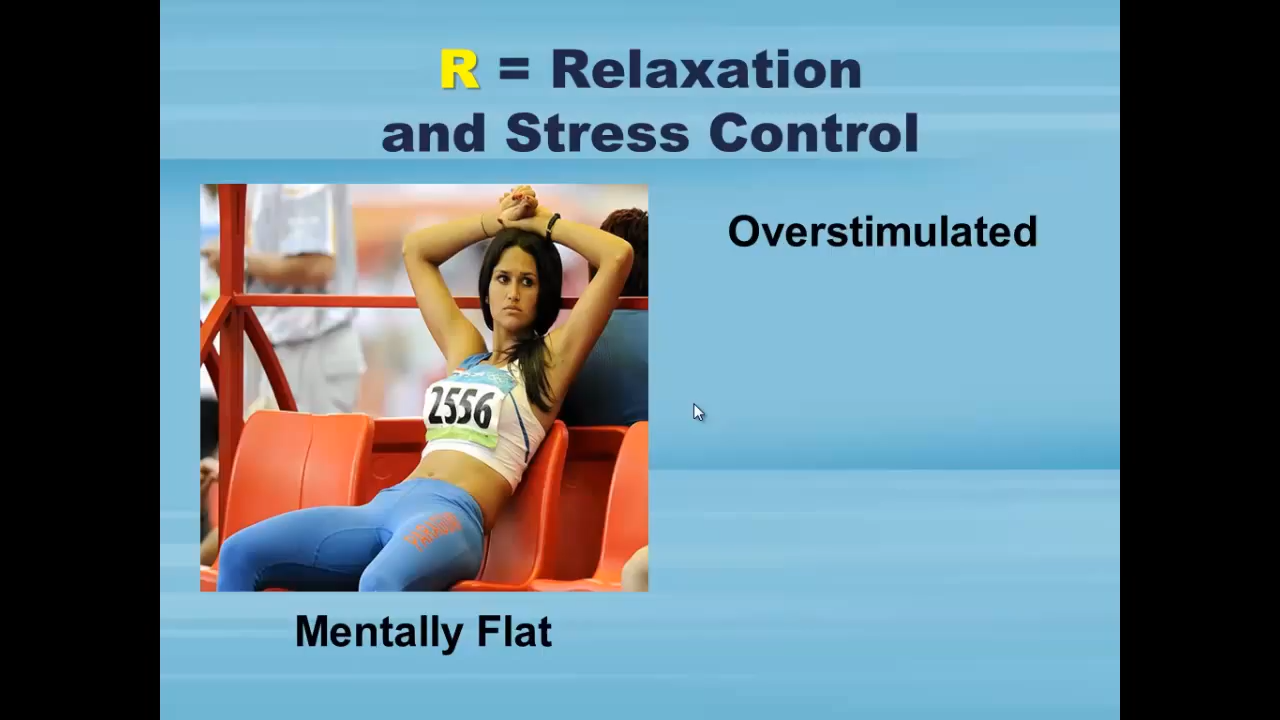 R = Relaxation
and Stress Control
Overstimulated
2556
Mentally Flat